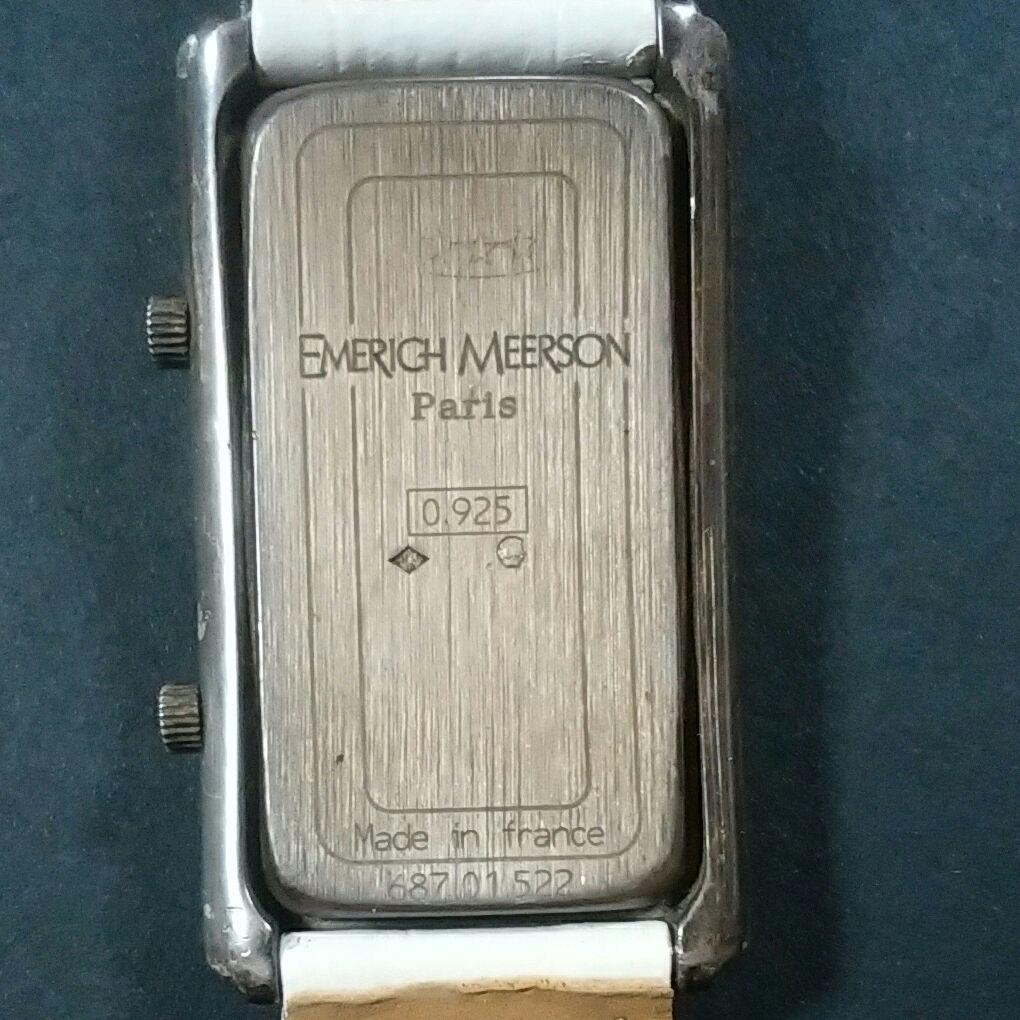 EMERICH MEERSON
Paris
0.925
Made in france
687 01 522